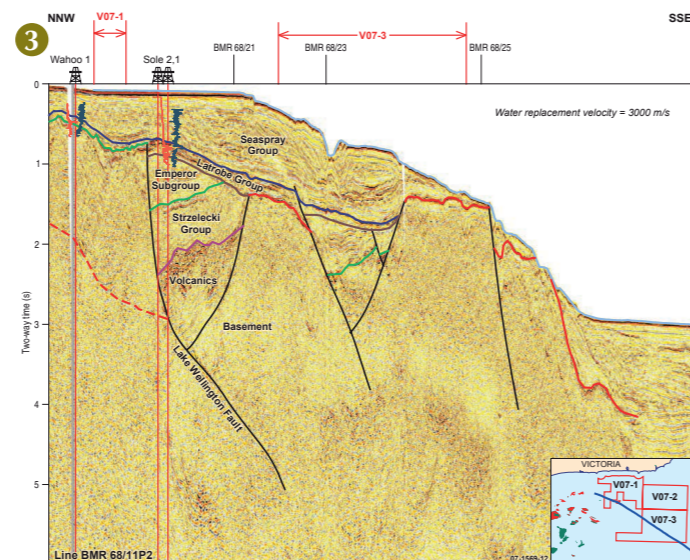 NNW
V07-1
SSE
3
V07-3
BMR 68/21
BMR 68/23
BMR 68/25
Wahoo 1
Sole 2,1
0
Water replacement velocity = 3000 m/s
Seaspray
Group
1
Latrobe Group
Emperor
Subgroup
Strzelecki
Group
2
Volcanics
Two-way time (s)
3
Basement
Lake Wellington Fault
4
VICTORIA
V07-1
5
V07-2
V07-3
Line BMR 68/11P2
07-1569-12